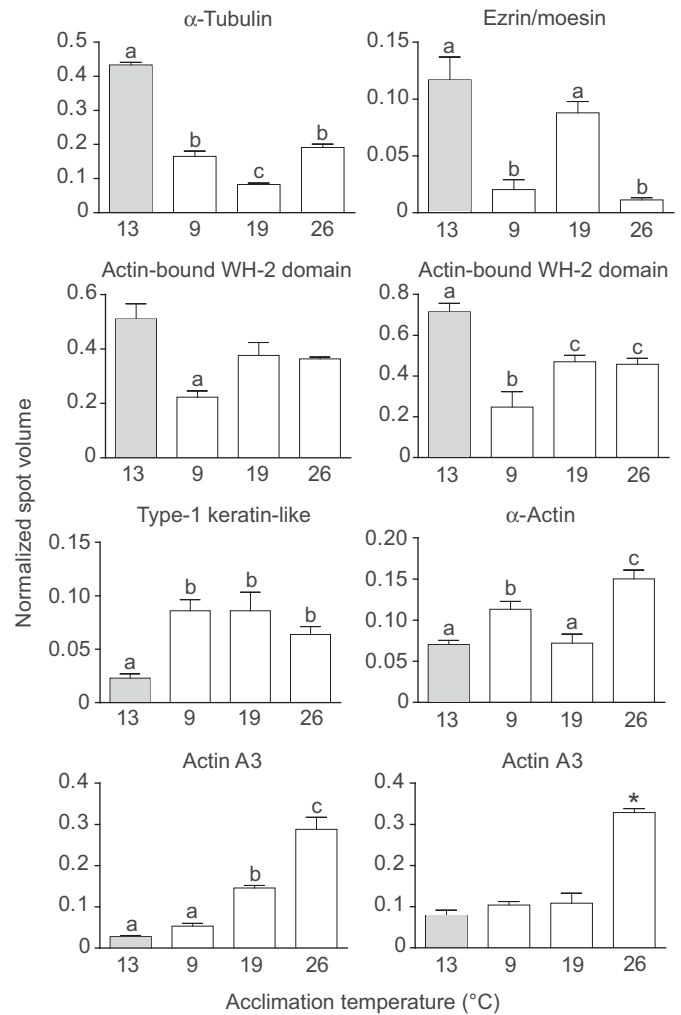 α-Tubulin
0.5
0.4
0.3
0.2
0.1
0
a
b
c
b
13 9 19 26
Ezrin/moesin
0.15
0.10
0.05
0
a
b
a
b
13 9 19 26
Actin-bound WH-2 domain
0.6
0.4
0.2
0
a
13 9 19 26
Actin-bound WH-2 domain
0.8
0.6
0.4
0.2
0
a
b
c
c
13 9 19 26
Normalized spot volume
Type-1 keratin-like
0.15
0.10
0.05
0
a
b
b
b
13 9 19 26
α-Actin
0.20
0.15
0.10
0.05
0
a
b
a
c
13 9 19 26
Actin A3
0.4
0.3
0.2
0.1
0
a
a
b
c
13 9 19 26
Actin A3
0.4
0.3
0.2
0.1
0
*
13 9 19 26
Acclimation temperature (°C)